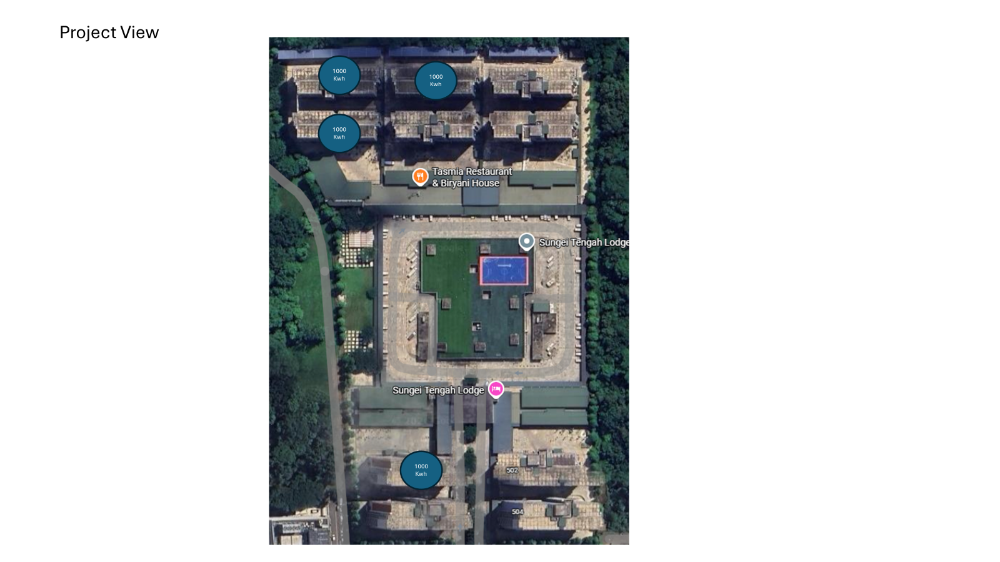 Project View
1000
Kwh
1000
Kwh
1000
Kwh
Tasmia Restaurant
& Biryani House
Sungei Tengah Lodge
Sungei Tengah Lodge
1000
Kwh
502
504